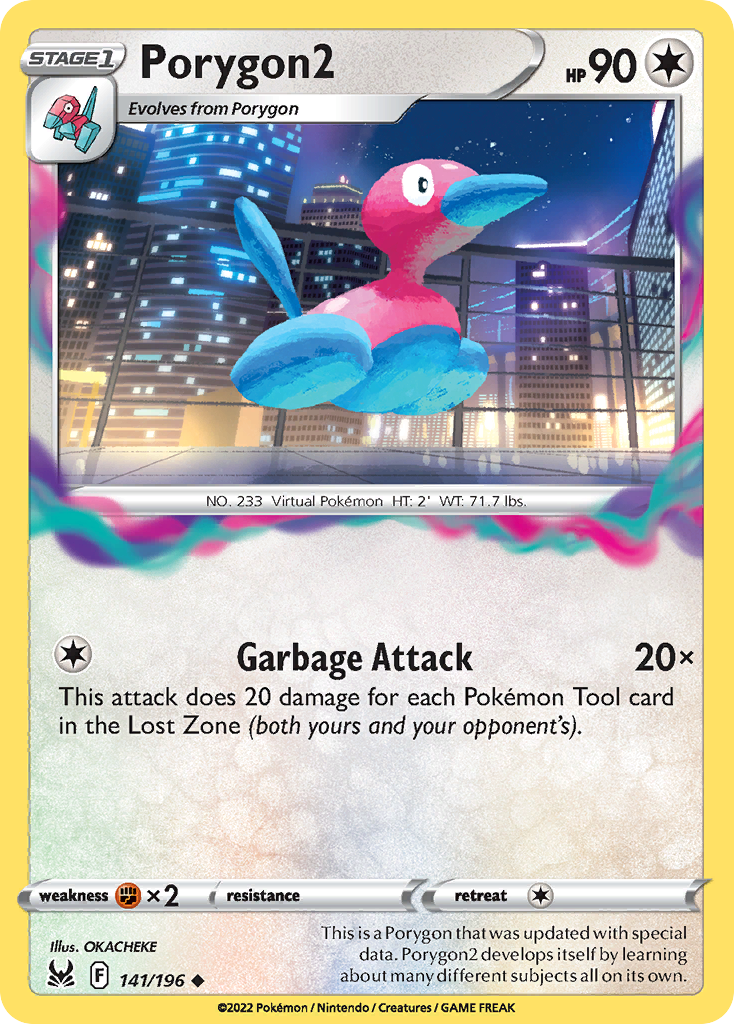 STAGE1
Porygon2
HP 90
Evolves from Porygon
NO. 233 Virtual Pokémon HT: 2' WT: 71.7 lbs.
Garbage Attack 20×
This attack does 20 damage for each Pokémon Tool card
in the Lost Zone (both yours and your opponent's).
weakness ×2 resistance retreat
Illus. OKACHEKE
This is a Porygon that was updated with special
data. Porygon2 develops itself by learning
about many different subjects all on its own.
F 141/196
©2022 Pokémon / Nintendo / Creatures / GAME FREAK